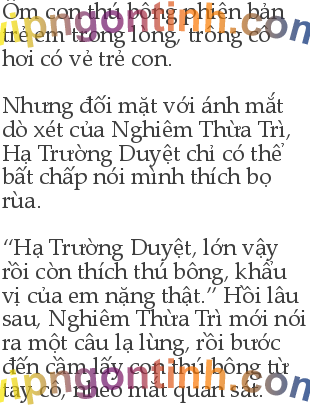 Ôm con thú bông phiên bản
trẻ em trong lòng, trông cô
hơi có vẻ trẻ con.
Nhưng đối mặt với ánh mắt
dò xét của Nghiêm Thừa Trì,
Hạ Trường Duyệt chỉ có thể
bất chấp nói mình thích bọ
rùa.
“Hạ Trường Duyệt, lớn vậy
rồi còn thích thú bông, khẩu
vị của em nặng thật.” Hồi lâu
sau, Nghiêm Thừa Trì mới nói
ra một câu lạ lùng, rồi bước
đến cầm lấy con thú bông từ
tay cô, nheo mắt quan sát.
vipngontinh.com
vipngontinh.com